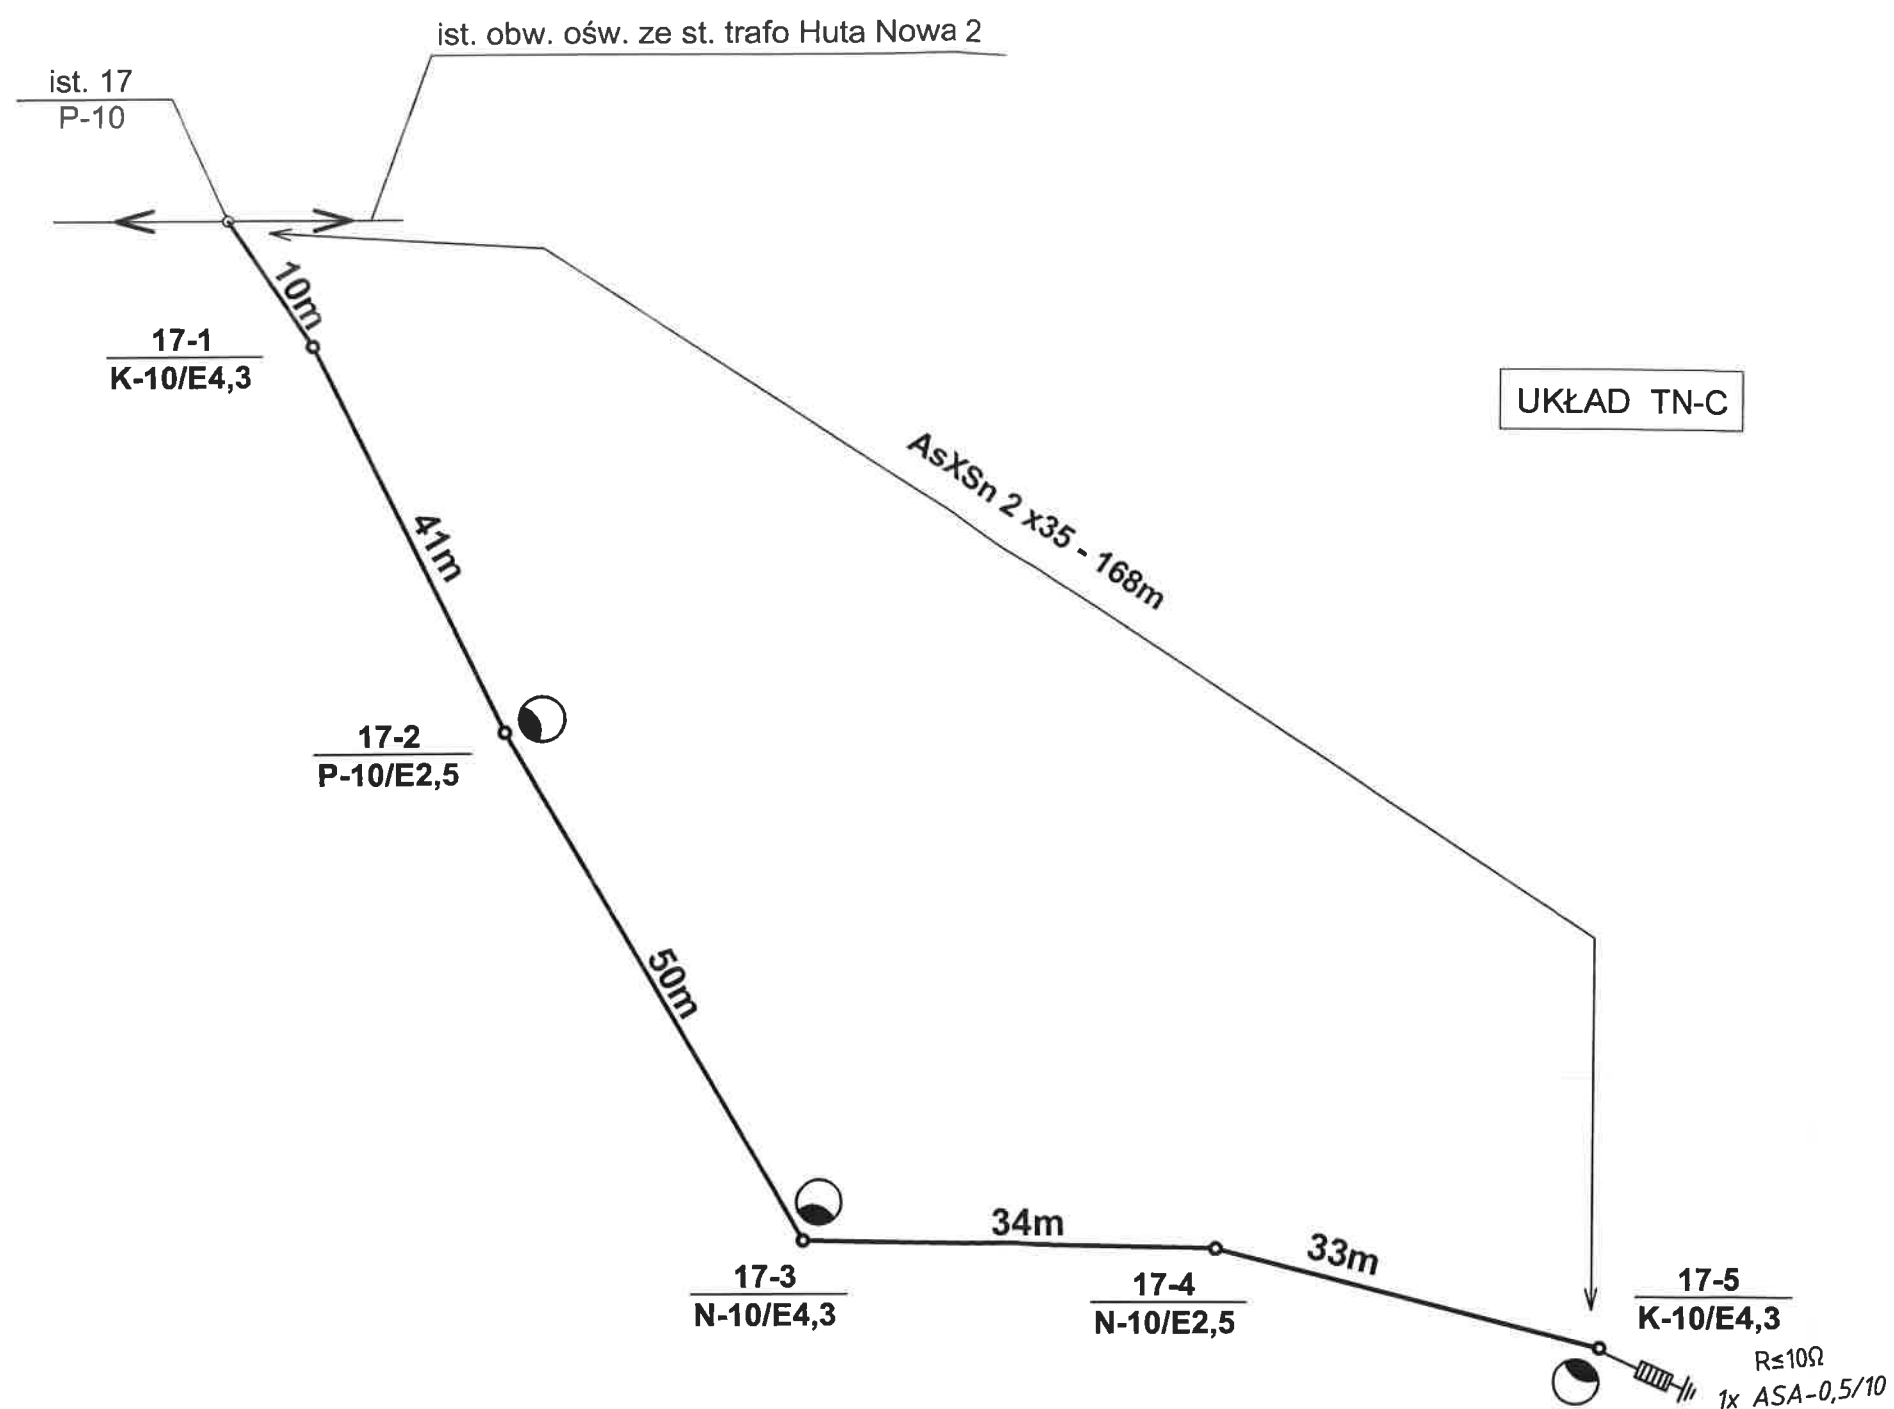 ist. obw. ośw. ze st. trafo Huta Nowa 2
ist. 17
P-10
10m
17-1
K-10/E4,3
UKŁAD TN-C
AsXSn 2 x35 - 168m
41m
17-2
P-10/E2,5
50m
34m
33m
17-3
N-10/E4,3
17-4
N-10/E2,5
17-5
K-10/E4,3
R≤10Ω
1x ASA-0,5/10